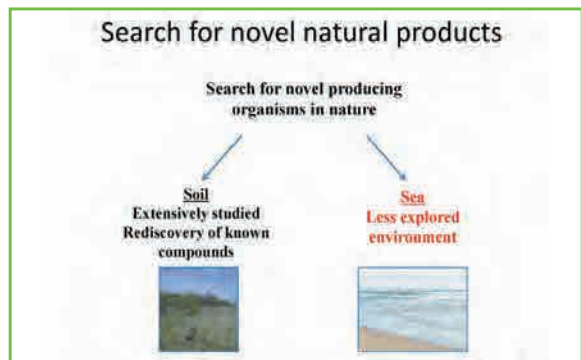 Search for novel natural products
Search for novel producing
organisms in nature
Soil
Extensively studied
Rediscovery of known
compounds
Sea
Less explored
environment